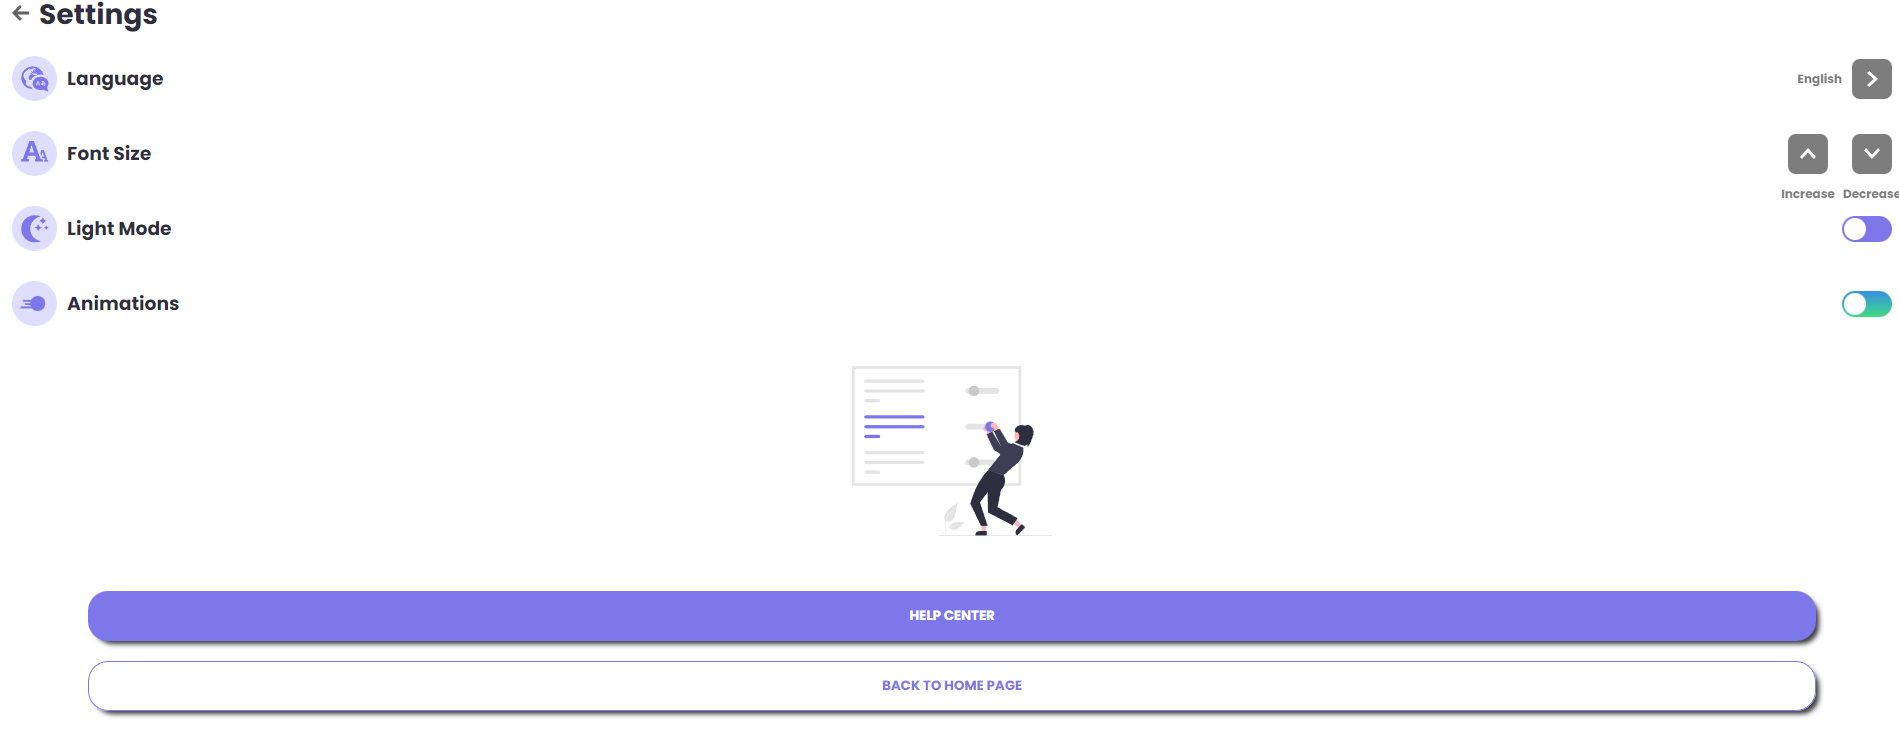 Settings
Language
English
Font Size
Increase Decrease
Light Mode
Animations
HELP CENTER
BACK TO HOME PAGE